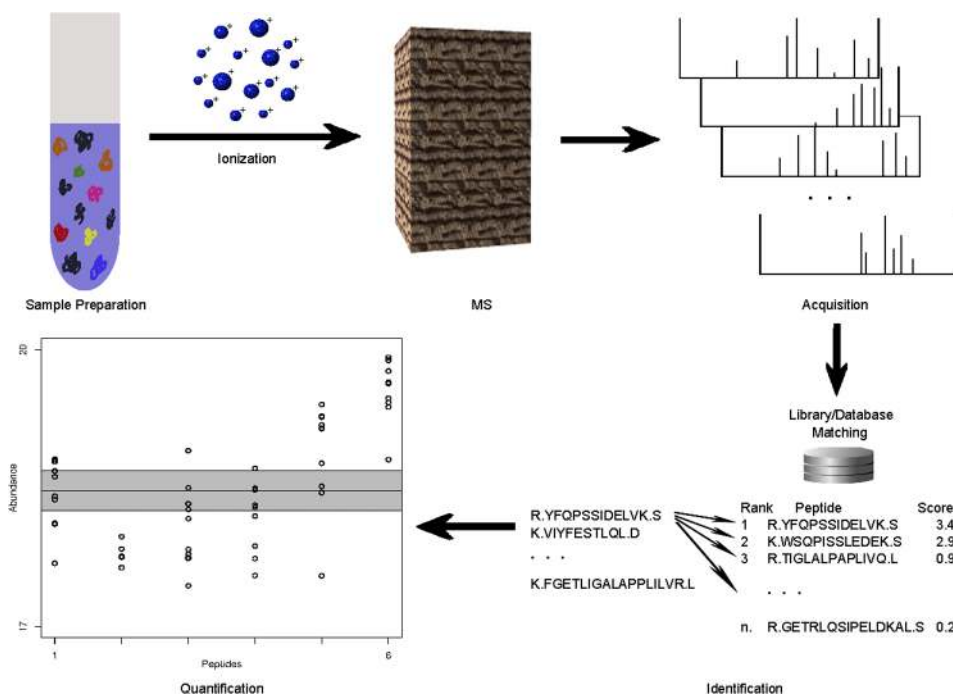 Ionization
Sample Preparation
MS
Acquisition
Library/Database
Matching
Rank Peptide Score
1 R.YFQPSSIDELVK.S 3.4
2 K.WSQPISSLEDEK.S 2.9
3 R.TIGLALPAPLIVQ.L 0.9
. . .
n. R.GETRLQSIPELDKAL.S 0.2
R.YFQPSSIDELVK.S
K.VIYFESTLQL.D
. . .
K.FGETLIGALAPPLILVR.L
Identification
20
Abundance
17
1 6
Peptides
Quantification